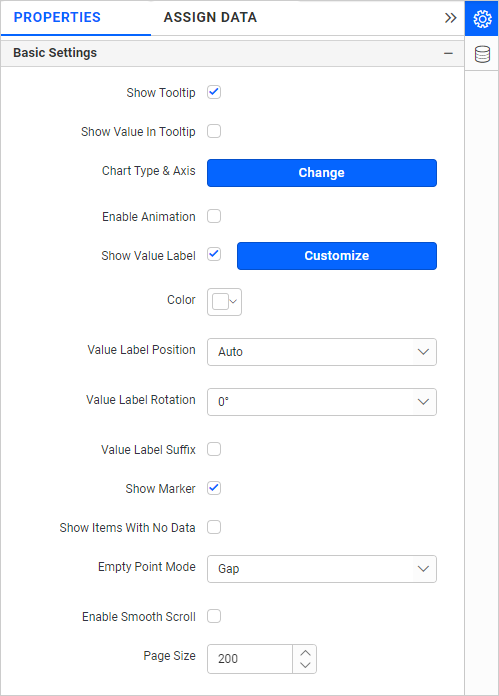 PROPERTIES ASSIGN DATA
Basic Settings
Show Tooltip
Show Value In Tooltip
Chart Type & Axis Change
Enable Animation
Show Value Label Customize
Color
Value Label Position Auto
Value Label Rotation 0°
Value Label Suffix
Show Marker
Show Items With No Data
Empty Point Mode Gap
Enable Smooth Scroll
Page Size 200